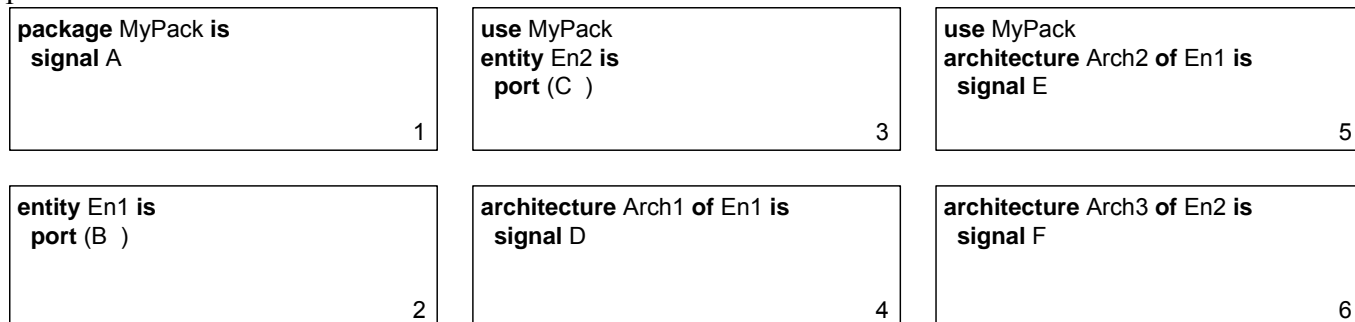 package MyPack is
signal A
1
use MyPack
entity En2 is
port (C )
3
use MyPack
architecture Arch2 of En1 is
signal E
5
entity En1 is
port (B )
2
architecture Arch1 of En1 is
signal D
4
architecture Arch3 of En2 is
signal F
6